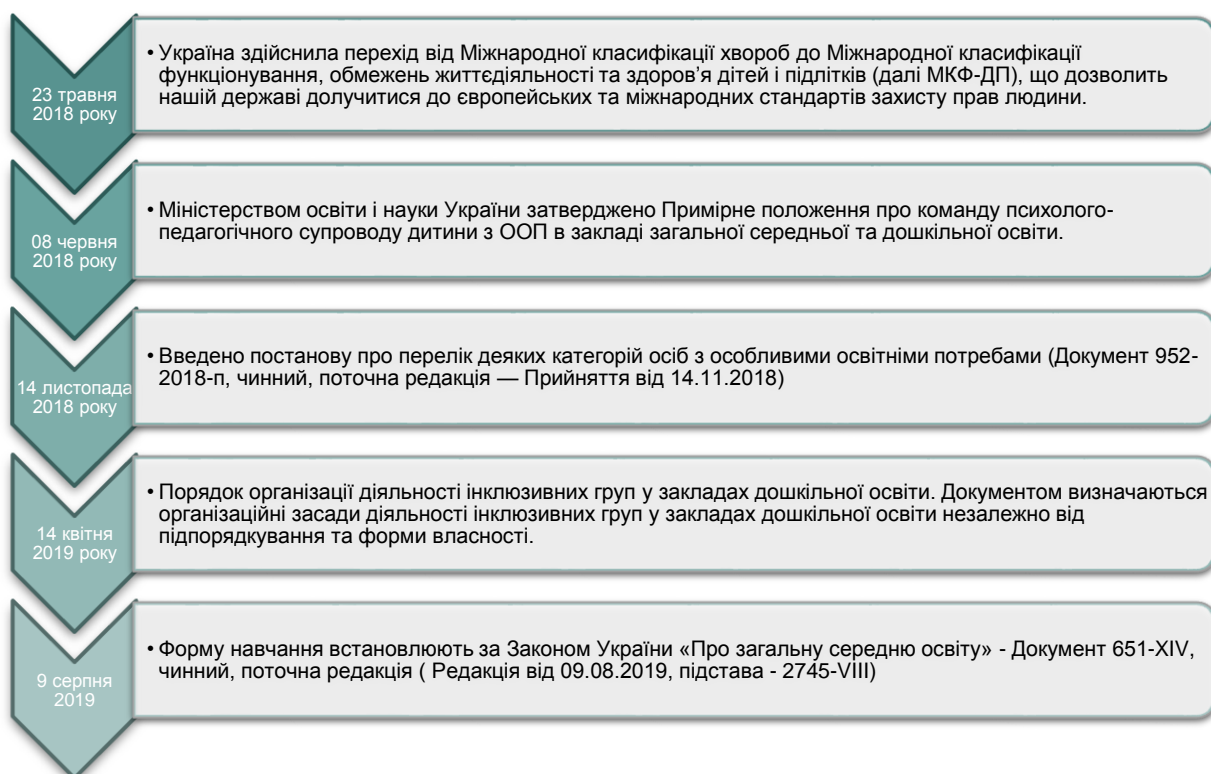 23 травня
2018 року
• Україна здійснила перехід від Міжнародної класифікації хвороб до Міжнародної класифікації
функціонування, обмежень життєдіяльності та здоров’я дітей і підлітків (далі МКФ-ДП), що дозволить
нашій державі долучитися до європейських та міжнародних стандартів захисту прав людини.
08 червня
2018 року
• Міністерством освіти і науки України затверджено Примірне положення про команду психолого-
педагогічного супроводу дитини з ООП в закладі загальної середньої та дошкільної освіти.
14 листопада
2018 року
• Введено постанову про перелік деяких категорій осіб з особливими освітніми потребами (Документ 952-
2018-п, чинний, поточна редакція — Прийняття від 14.11.2018)
14 квітня
2019 року
• Порядок організації діяльності інклюзивних груп у закладах дошкільної освіти. Документом визначаються
організаційні засади діяльності інклюзивних груп у закладах дошкільної освіти незалежно від
підпорядкування та форми власності.
9 серпня
2019
• Форму навчання встановлюють за Законом України «Про загальну середню освіту» - Документ 651-XIV,
чинний, поточна редакція ( Редакція від 09.08.2019, підстава - 2745-VIII)